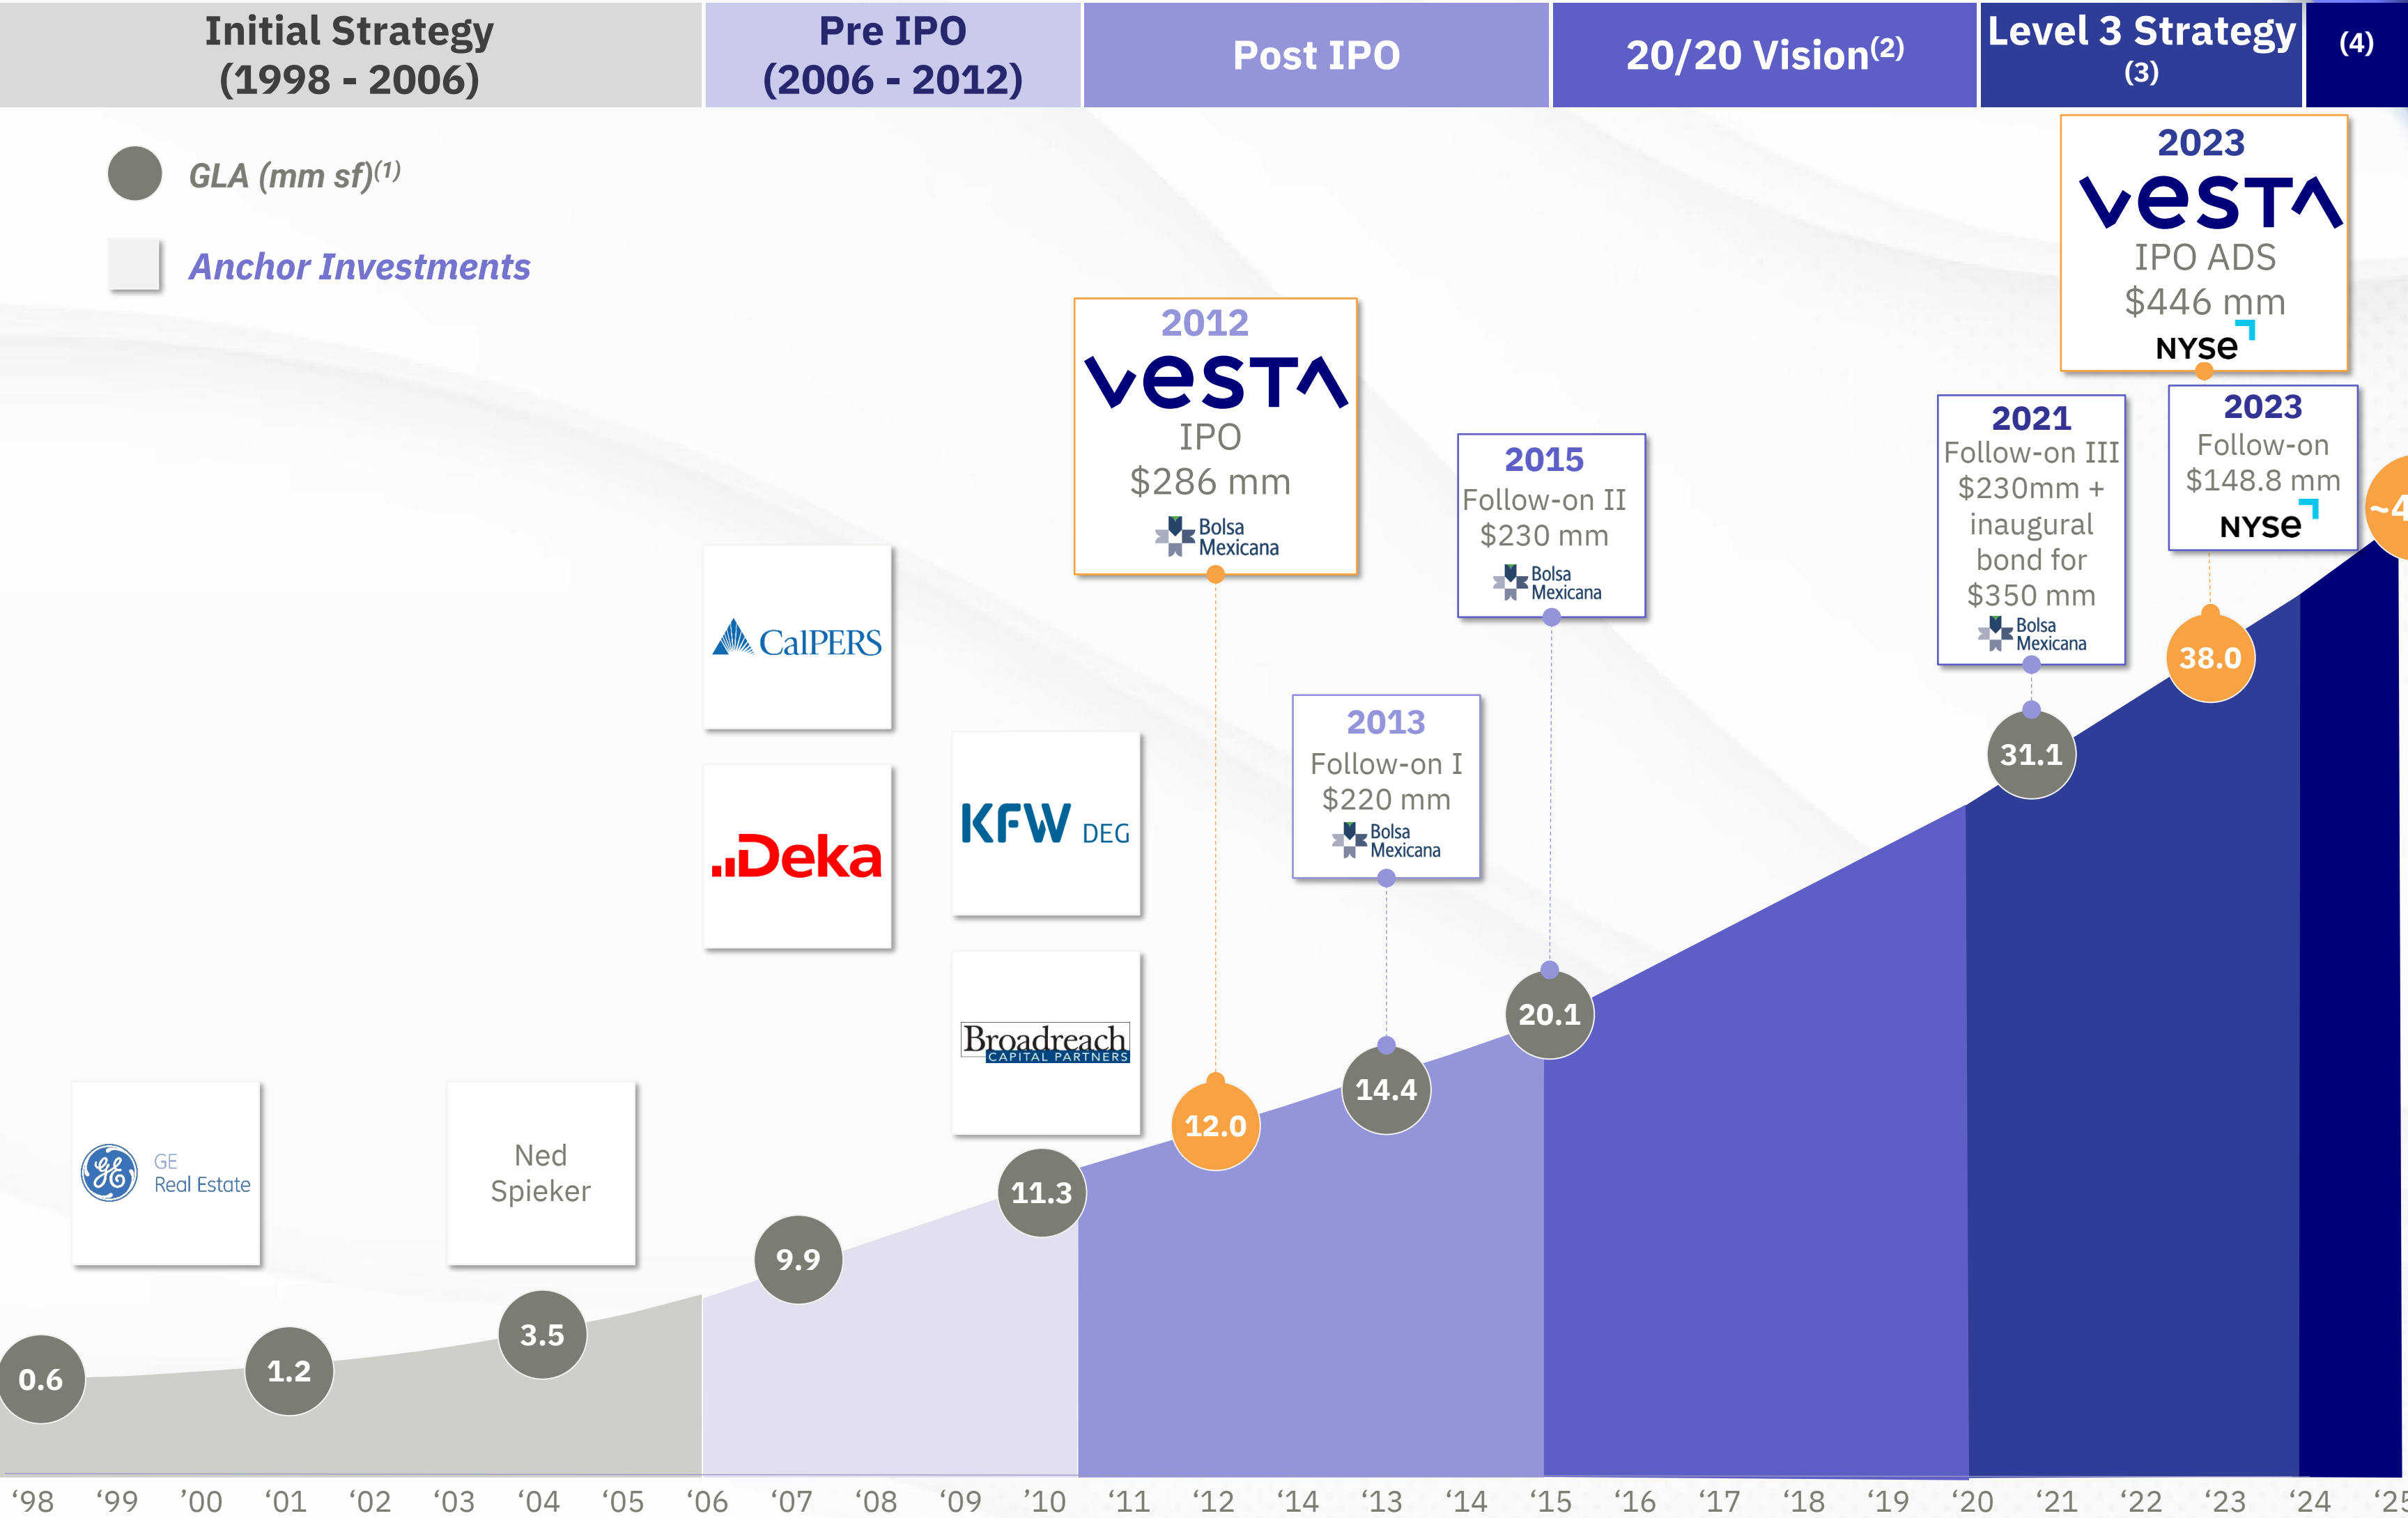 Initial Strategy
(1998 - 2006)
Pre IPO
(2006 - 2012)
Post IPO
20/20 Vision(2)
Level 3 Strategy
(3)
(4)
GLA (mm sf)(1)
Anchor Investments
2023
VESTA
IPO ADS
$446 mm
NYSE
2012
VESTA
IPO
$286 mm
Bolsa
Mexicana
2015
Follow-on II
$230 mm
Bolsa
Mexicana
2021
Follow-on III
$230mm +
inaugural
bond for
$350 mm
Bolsa
Mexicana
2023
Follow-on
$148.8 mm
NYSE
2013
Follow-on I
$220 mm
Bolsa
Mexicana
CalPERS
Deka
KFW DEG
Broadreach
CAPITAL PARTNERS
GE
GE
Real Estate
Ned
Spieker
0.6
1.2
3.5
9.9
11.3
12.0
14.4
20.1
31.1
38.0
~4
‘98 ‘99 ’00 ‘01 ‘02 ‘03 ‘04 ‘05 ‘06 ‘07 ‘08 ‘09 ’10 ‘11 ‘12 ‘14 ‘13 ‘14 ‘15 ‘16 ‘17 ‘18 ‘19 ‘20 ‘21 ‘22 ‘23 ‘24 ‘25